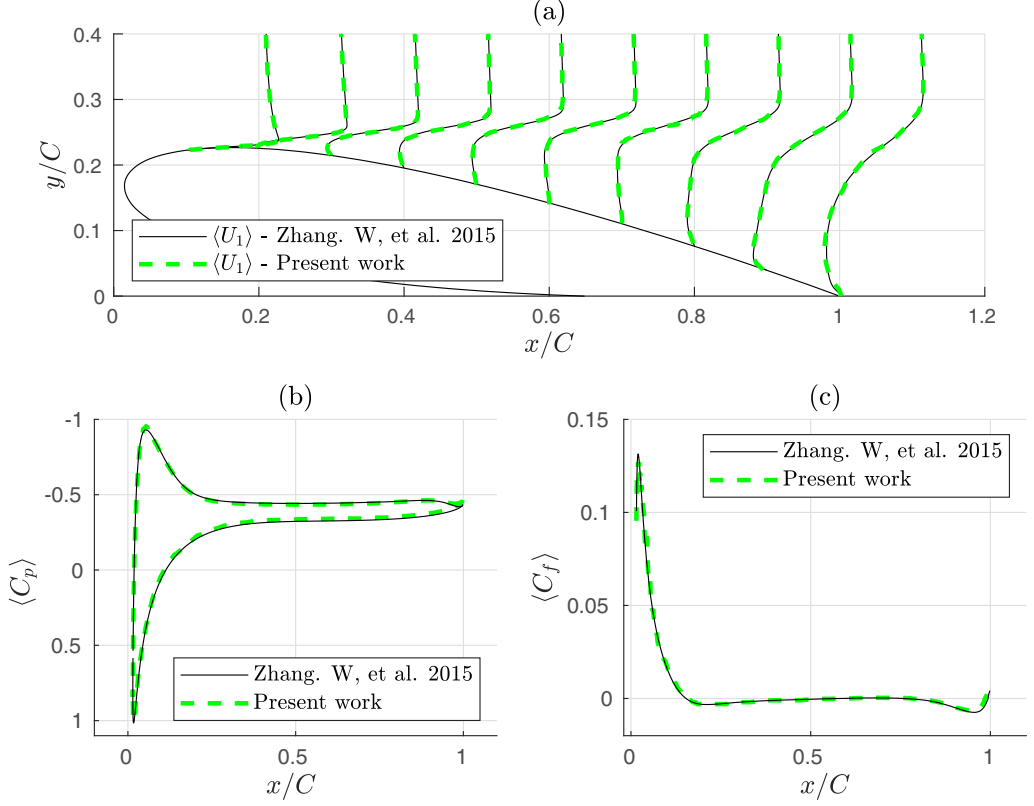 (a)
0.4
0.3
0.2
0.1
0
y/C
⟨U₁⟩ - Zhang. W, et al. 2015
⟨U₁⟩ - Present work
0 0.2 0.4 0.6 0.8 1 1.2
x/C
(b)
-1
-0.5
0
0.5
1
⟨Cₚ⟩
Zhang. W, et al. 2015
Present work
0 0.5 1
x/C
(c)
0.15
0.1
0.05
0
⟨C_f⟩
Zhang. W, et al. 2015
Present work
0 0.5 1
x/C